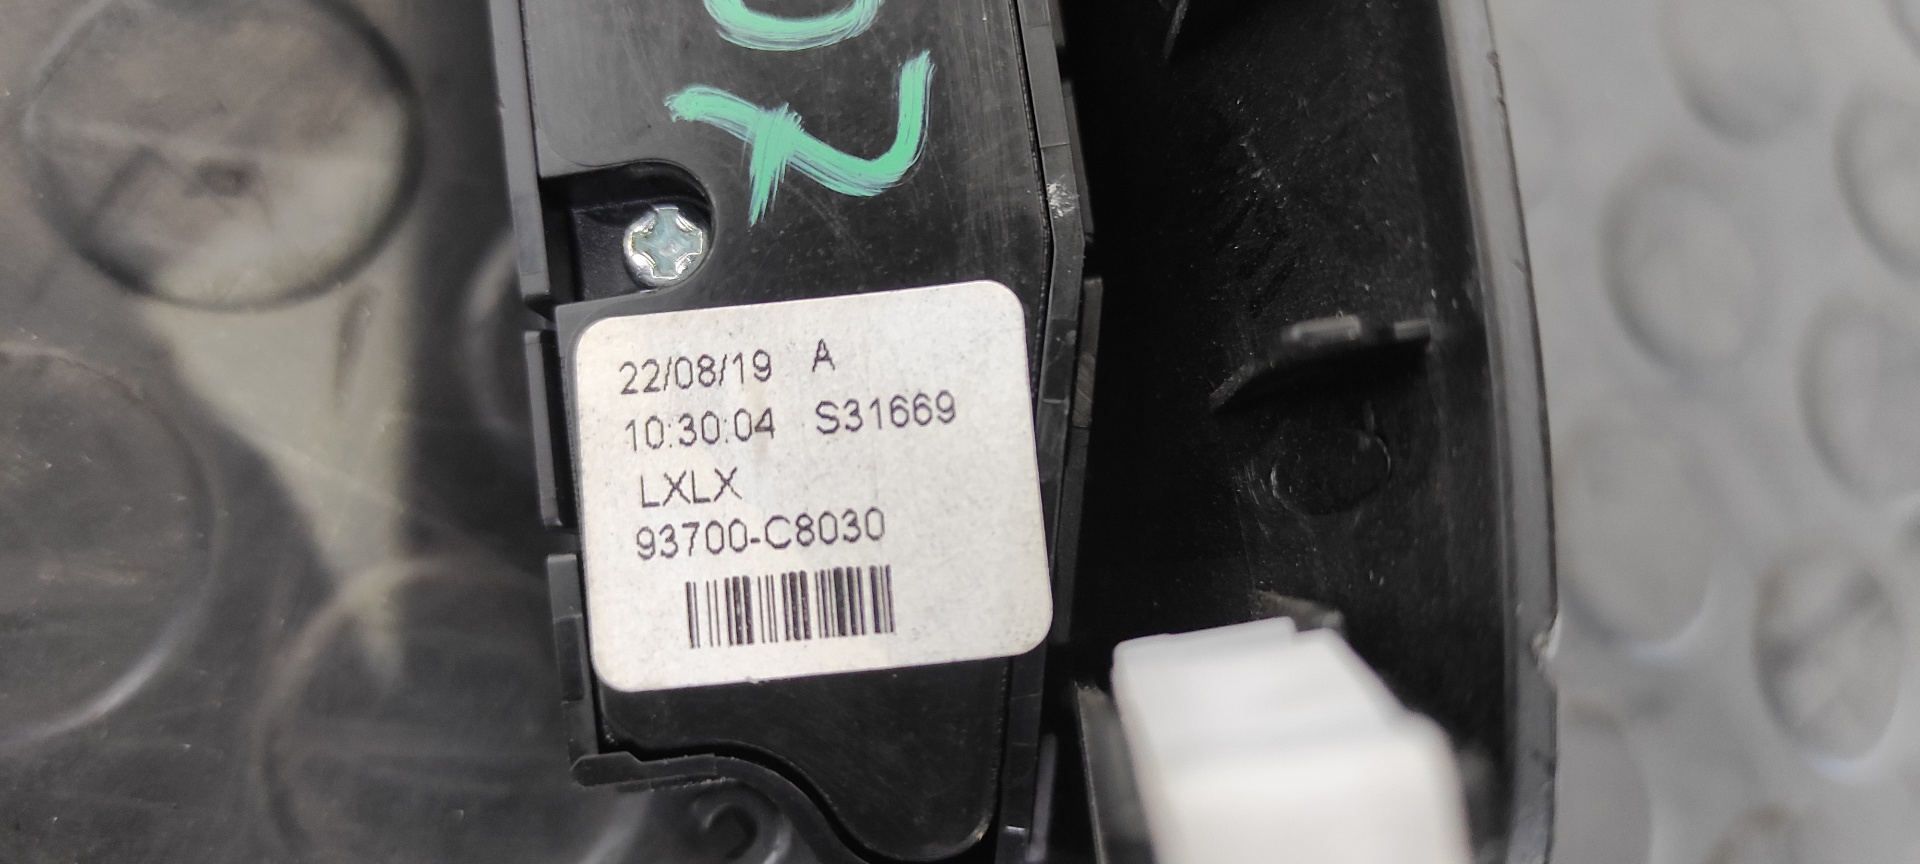 22/08/19 A
10:30:04 S31669
LXLX
93700-C8030